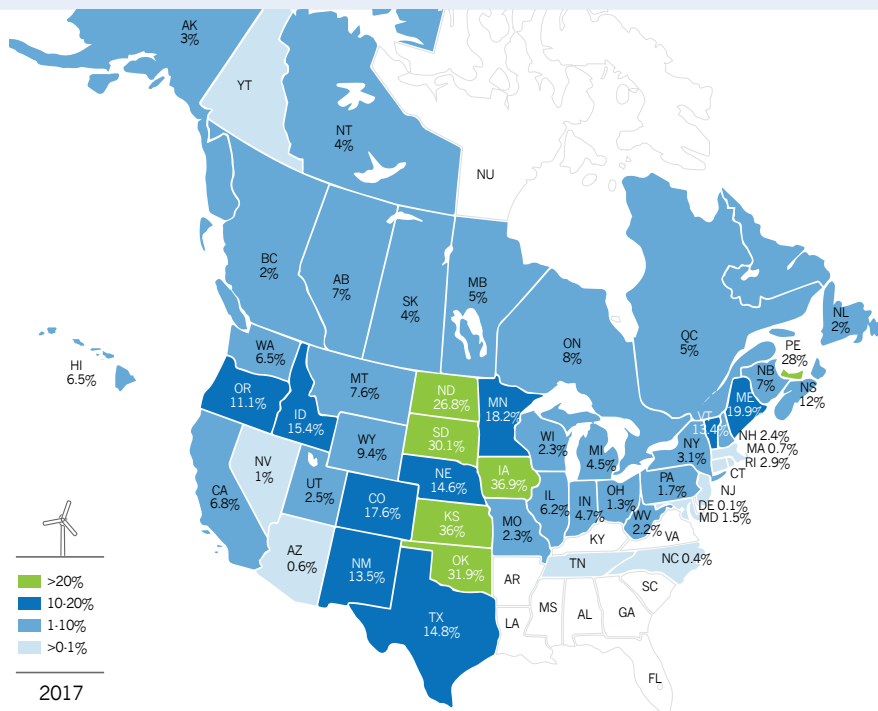 AK
3%
YT
NT
4%
NU
BC
2%
AB
7%
SK
4%
MB
5%
ON
8%
QC
5%
NL
2%
PE
28%
NB
7%
NS
12%
HI
6.5%
WA
6.5%
OR
11.1%
ID
15.4%
MT
7.6%
ND
26.8%
MN
18.2%
SD
30.1%
WY
9.4%
WI
2.3%
MI
4.5%
NY
3.1%
VT
13.4%
ME
19.9%
NH 2.4%
MA 0.7%
RI 2.9%
CT
NJ
DE 0.1%
MD 1.5%
CA
6.8%
NV
1%
UT
2.5%
CO
17.6%
NE
14.6%
IA
36.9%
IL
6.2%
IN
4.7%
OH
1.3%
PA
1.7%
WV
2.2%
VA
KS
36%
MO
2.3%
KY
AZ
0.6%
NM
13.5%
OK
31.9%
AR
TN
NC 0.4%
SC
TX
14.8%
LA
MS
AL
GA
FL
>20%
10-20%
1-10%
>0-1%
2017